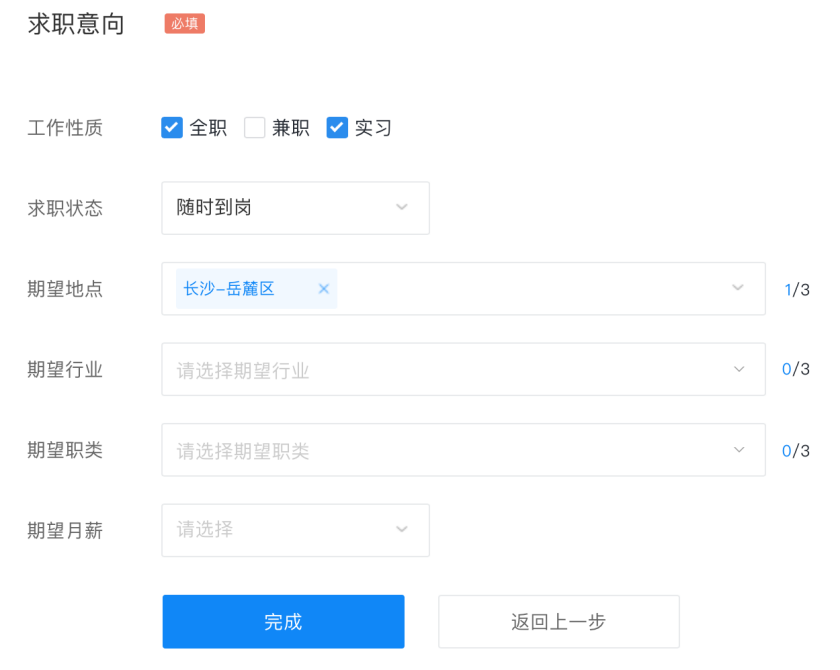 求职意向 必填
工作性质 全职 兼职 实习
求职状态 随时到岗
期望地点 长沙-岳麓区 × 1/3
期望行业 请选择期望行业 0/3
期望职类 请选择期望职类 0/3
期望月薪 请选择
完成 返回上一步